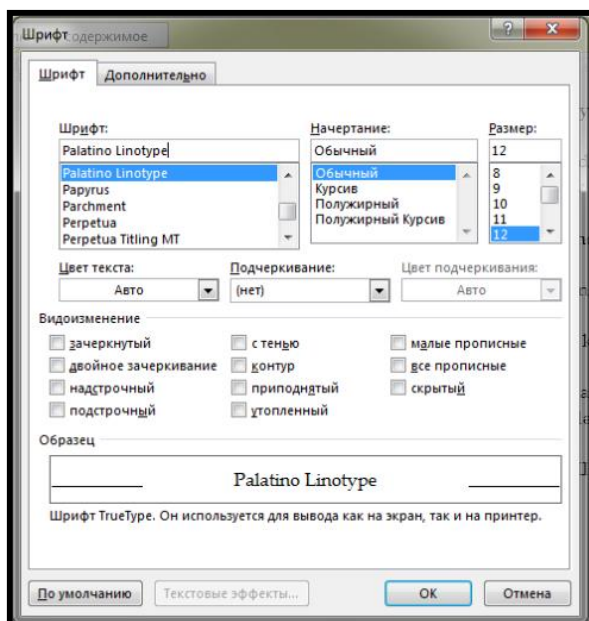 Шрифт содержимое
Шрифт Дополнительно
Шрифт: Начертание: Размер:
Palatino Linotype Обычный 12
Palatino Linotype Обычный 8
Papyrus Курсив 9
Parchment Полужирный 10
Perpetua Полужирный Курсив 11
Perpetua Titling MT 12
Цвет текста: Подчеркивание: Цвет подчеркивания:
Авто (нет) Авто
Видоизменение
зачеркнутый с тенью малые прописные
двойное зачеркивание контур все прописные
надстрочный приподнятый скрытый
подстрочный утопленный
Образец
Palatino Linotype
Шрифт TrueType. Он используется для вывода как на экран, так и на принтер.
По умолчанию Текстовые эффекты... ОК Отмена